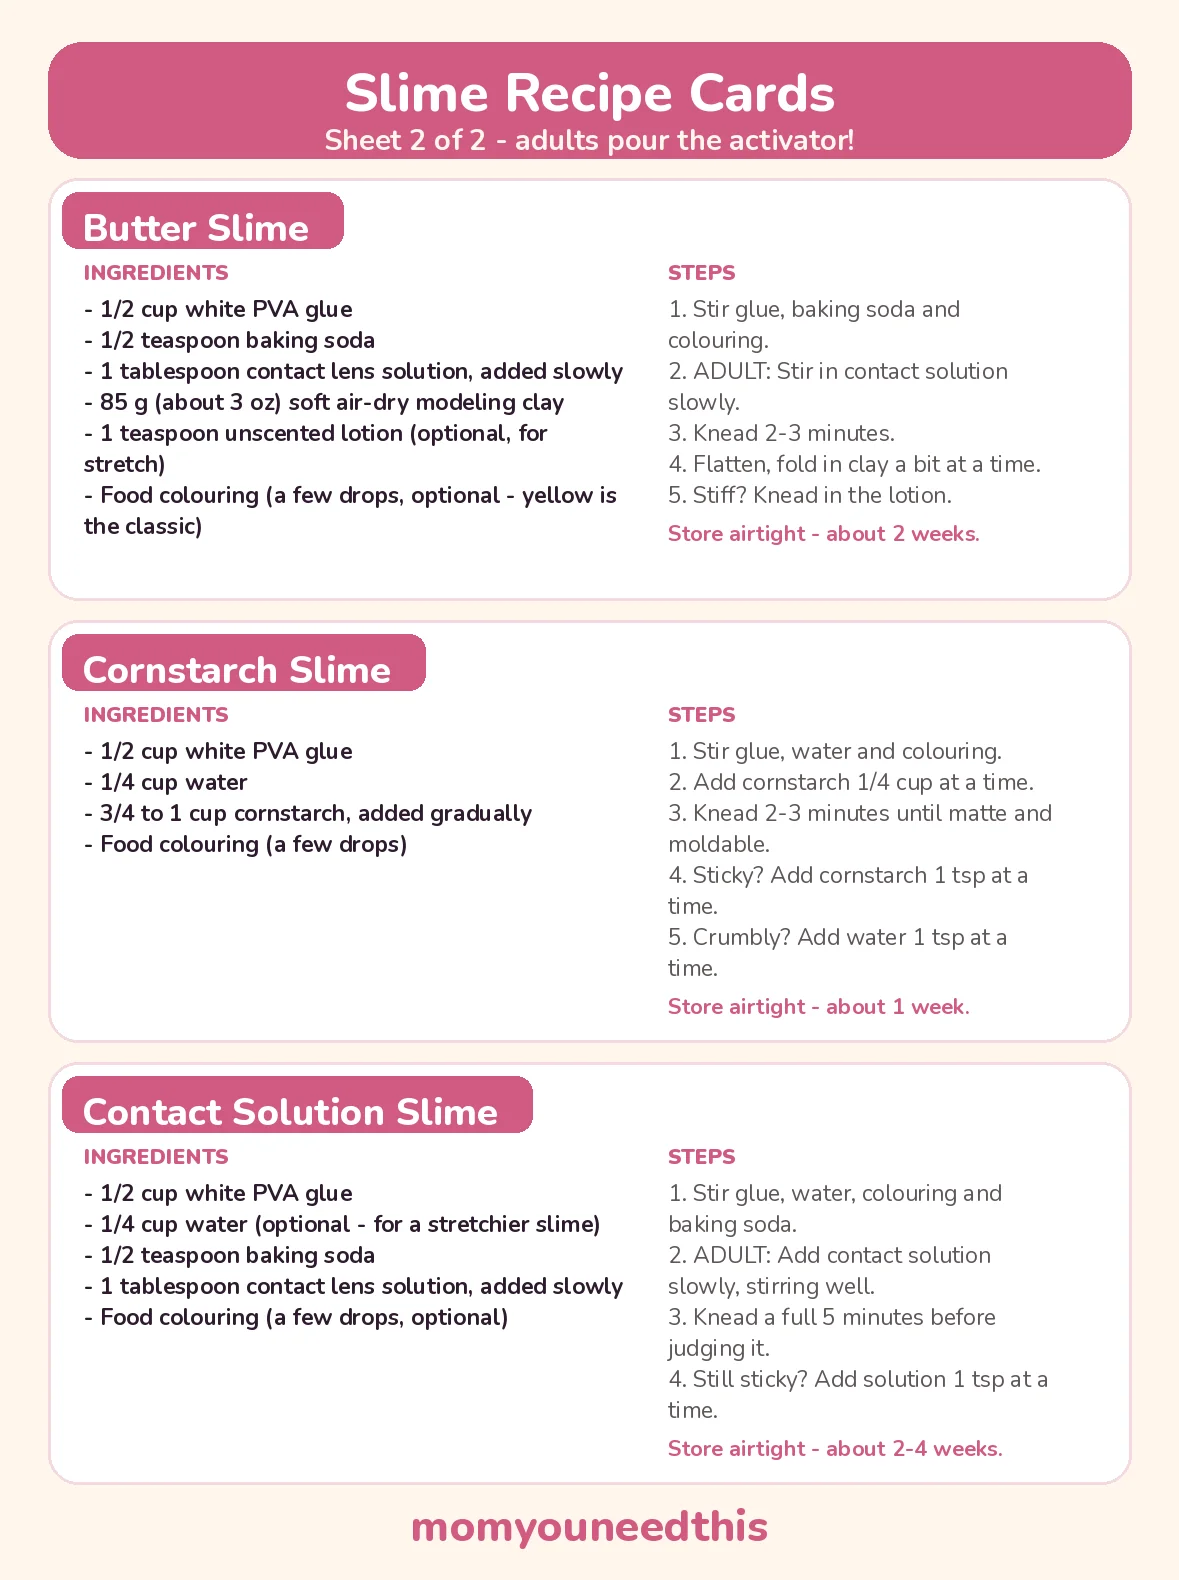 Slime Recipe Cards
Sheet 2 of 2 - adults pour the activator!
Butter Slime
INGREDIENTS
- 1/2 cup white PVA glue
- 1/2 teaspoon baking soda
- 1 tablespoon contact lens solution, added slowly
- 85 g (about 3 oz) soft air-dry modeling clay
- 1 teaspoon unscented lotion (optional, for
stretch)
- Food colouring (a few drops, optional - yellow is
the classic)
STEPS
1. Stir glue, baking soda and
colouring.
2. ADULT: Stir in contact solution
slowly.
3. Knead 2-3 minutes.
4. Flatten, fold in clay a bit at a time.
5. Stiff? Knead in the lotion.
Store airtight - about 2 weeks.
Cornstarch Slime
INGREDIENTS
- 1/2 cup white PVA glue
- 1/4 cup water
- 3/4 to 1 cup cornstarch, added gradually
- Food colouring (a few drops)
STEPS
1. Stir glue, water and colouring.
2. Add cornstarch 1/4 cup at a time.
3. Knead 2-3 minutes until matte and
moldable.
4. Sticky? Add cornstarch 1 tsp at a
time.
5. Crumbly? Add water 1 tsp at a
time.
Store airtight - about 1 week.
Contact Solution Slime
INGREDIENTS
- 1/2 cup white PVA glue
- 1/4 cup water (optional - for a stretchier slime)
- 1/2 teaspoon baking soda
- 1 tablespoon contact lens solution, added slowly
- Food colouring (a few drops, optional)
STEPS
1. Stir glue, water, colouring and
baking soda.
2. ADULT: Add contact solution
slowly, stirring well.
3. Knead a full 5 minutes before
judging it.
4. Still sticky? Add solution 1 tsp at a
time.
Store airtight - about 2-4 weeks.
momyouneedthis